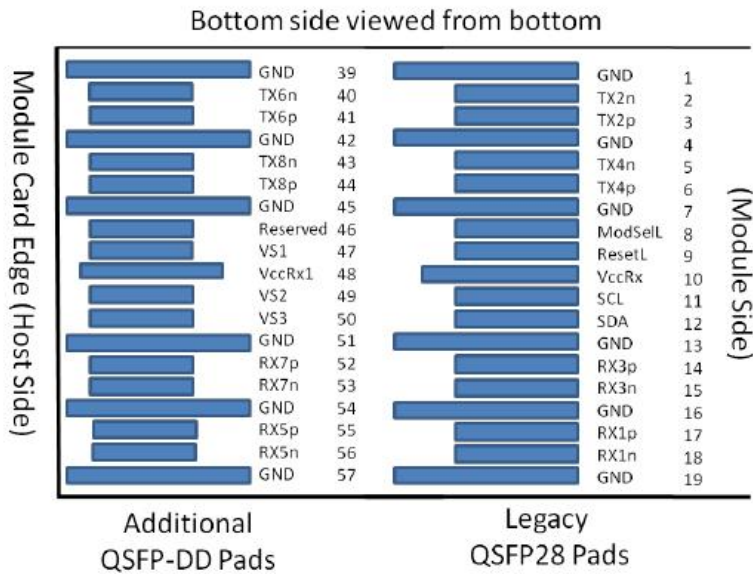 Bottom side viewed from bottom
Module Card Edge (Host Side)
GND 39 GND 1
TX6n 40 TX2n 2
TX6p 41 TX2p 3
GND 42 GND 4
TX8n 43 TX4n 5
TX8p 44 TX4p 6
GND 45 GND 7
Reserved 46 ModSelL 8
VS1 47 ResetL 9
VccRx1 48 VccRx 10
VS2 49 SCL 11
VS3 50 SDA 12
GND 51 GND 13
RX7p 52 RX3p 14
RX7n 53 RX3n 15
GND 54 GND 16
RX5p 55 RX1p 17
RX5n 56 RX1n 18
GND 57 GND 19
(Module Side)
Additional
QSFP-DD Pads
Legacy
QSFP28 Pads